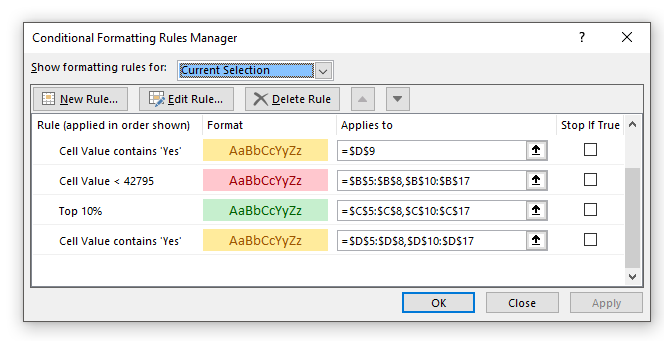 Conditional Formatting Rules Manager ?
Show formatting rules for: Current Selection
New Rule... Edit Rule... Delete Rule
Rule (applied in order shown) Format Applies to Stop If True
Cell Value contains 'Yes' AaBbCcYyZz =$D$9
Cell Value < 42795 AaBbCcYyZz =$B$5:$B$8,$B$10:$B$17
Top 10% AaBbCcYyZz =$C$5:$C$8,$C$10:$C$17
Cell Value contains 'Yes' AaBbCcYyZz =$D$5:$D$8,$D$10:$D$17
OK Close Apply